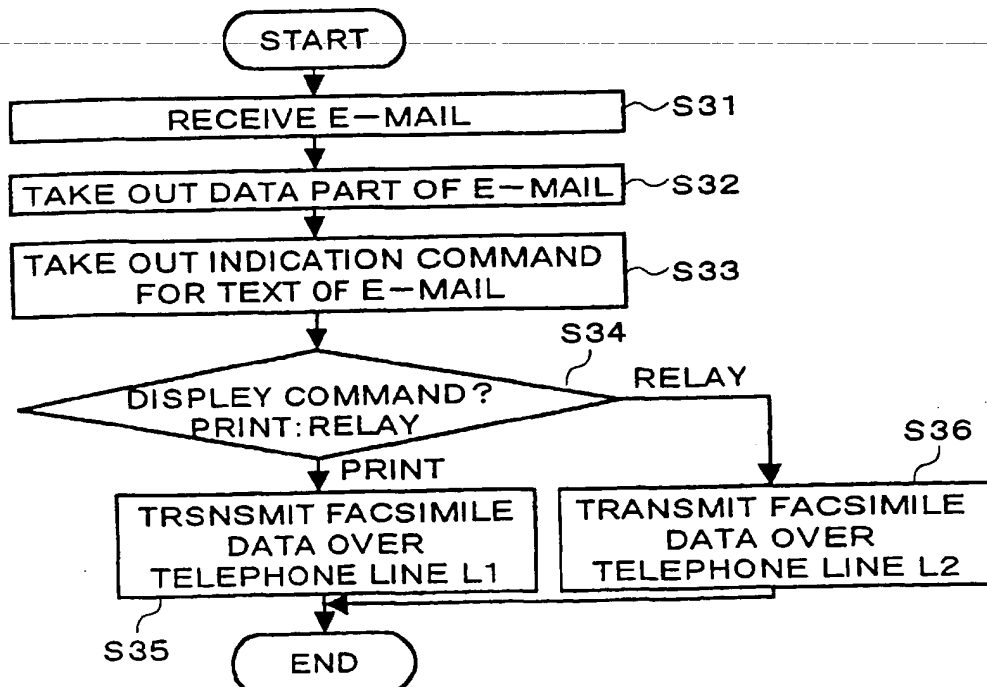 START
RECEIVE E-MAIL
S31
TAKE OUT DATA PART OF E-MAIL
S32
TAKE OUT INDICATION COMMAND
FOR TEXT OF E-MAIL
S33
S34
DISPLEY COMMAND?
PRINT:RELAY
RELAY
PRINT
S36
TRSNSMIT FACSIMILE
DATA OVER
TELEPHONE LINE L1
TRANSMIT FACSIMILE
DATA OVER
TELEPHONE LINE L2
S35
END